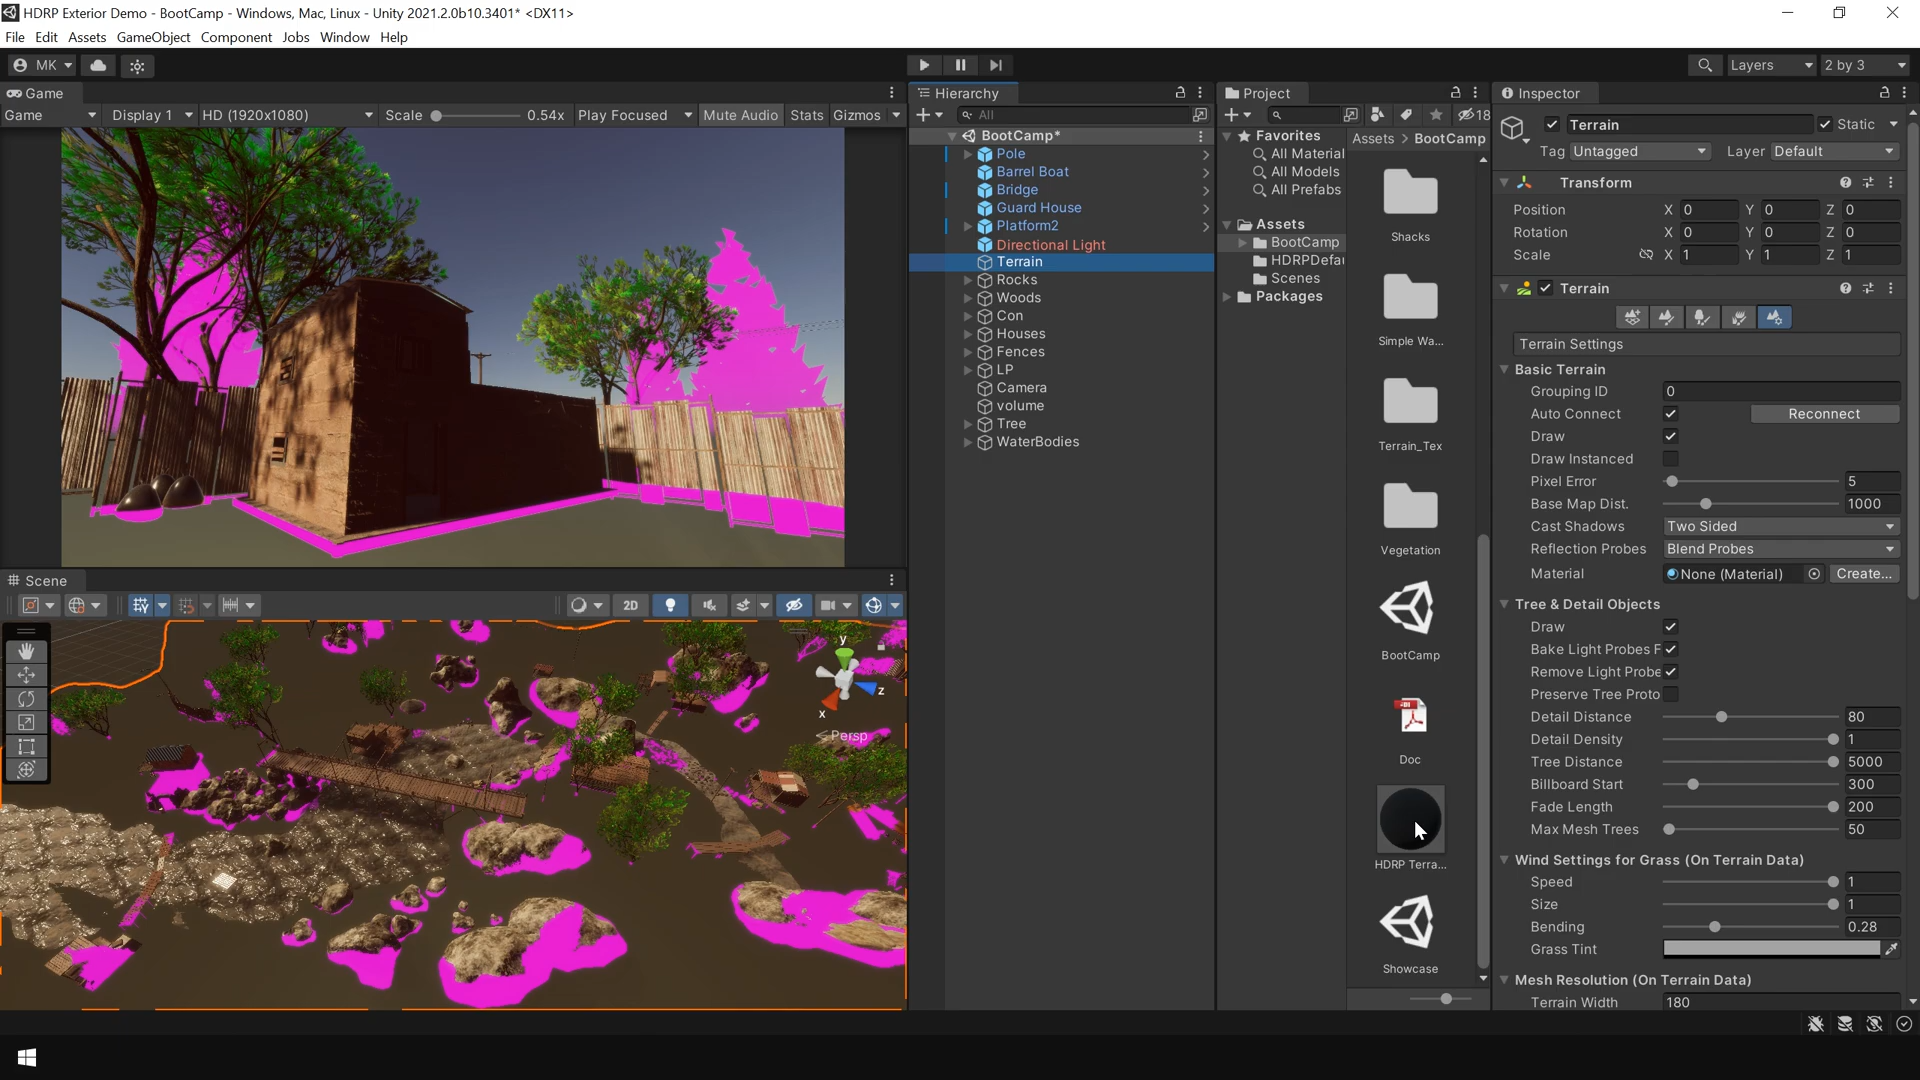 HDRP Exterior Demo - BootCamp - Windows, Mac, Linux - Unity 2021.2.0b10.3401* <DX11>
File Edit Assets GameObject Component Jobs Window Help
MK
Layers
2 by 3
Game
Game
Display 1
HD (1920x1080)
Scale
0.54x
Play Focused
Mute Audio
Stats
Gizmos
Scene
2D
y
z
x
Persp
Hierarchy
All
BootCamp*
Pole
Barrel Boat
Bridge
Guard House
Platform2
Directional Light
Terrain
Rocks
Woods
Con
Houses
Fences
LP
Camera
volume
Tree
WaterBodies
Project
18
Favorites
All Material
All Models
All Prefabs
Assets
BootCamp
HDRPDefau
Scenes
Packages
Assets > BootCamp
Shacks
Simple Wa...
Terrain_Tex
Vegetation
BootCamp
Doc
HDRP Terra...
Showcase
Inspector
Terrain
Static
Tag Untagged
Layer Default
Transform
Position X 0 Y 0 Z 0
Rotation X 0 Y 0 Z 0
Scale X 1 Y 1 Z 1
Terrain
Terrain Settings
Basic Terrain
Grouping ID 0
Auto Connect Reconnect
Draw
Draw Instanced
Pixel Error 5
Base Map Dist. 1000
Cast Shadows Two Sided
Reflection Probes Blend Probes
Material None (Material) Create...
Tree & Detail Objects
Draw
Bake Light Probes F
Remove Light Probe
Preserve Tree Proto
Detail Distance 80
Detail Density 1
Tree Distance 5000
Billboard Start 300
Fade Length 200
Max Mesh Trees 50
Wind Settings for Grass (On Terrain Data)
Speed 1
Size 1
Bending 0.28
Grass Tint
Mesh Resolution (On Terrain Data)
Terrain Width 180